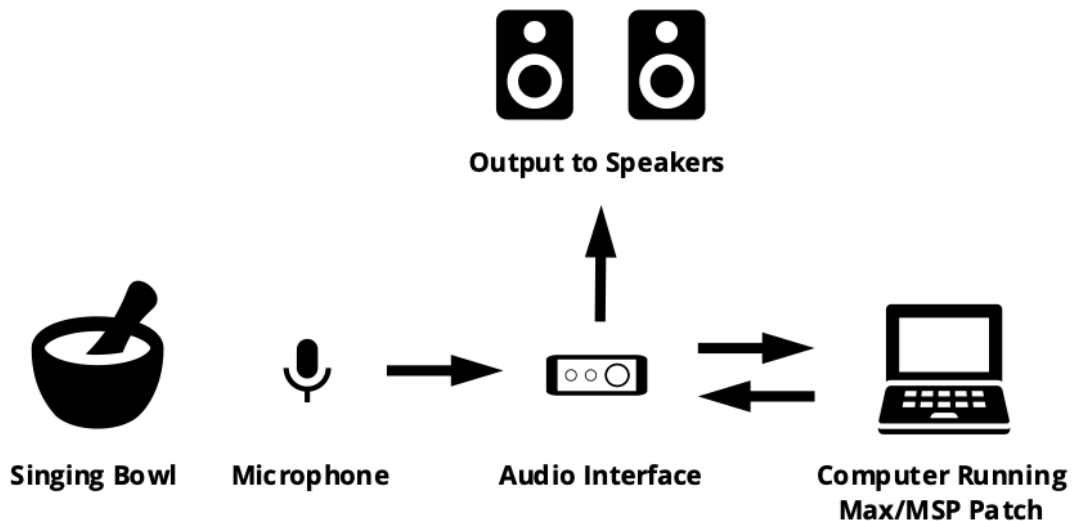 Output to Speakers
Singing Bowl
Microphone
Audio Interface
Computer Running
Max/MSP Patch